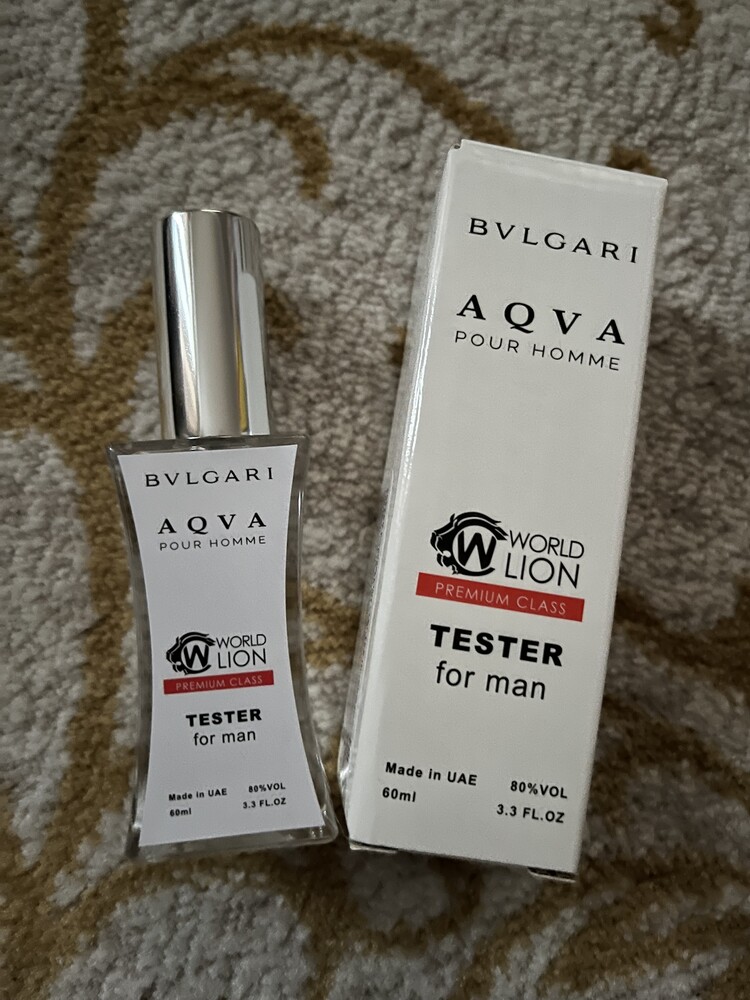 BVLGARI
AQVA
POUR HOMME
W WORLD
LION
PREMIUM CLASS
TESTER
for man
Made in UAE 80%VOL
60ml 3.3 FL.OZ
BVLGARI
AQVA
POUR HOMME
W WORLD
LION
PREMIUM CLASS
TESTER
for man
Made in UAE 80%VOL
60ml 3.3 FL.OZ